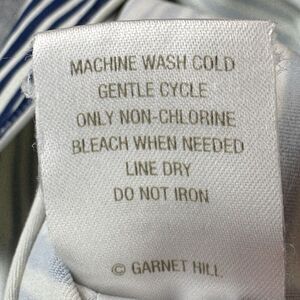 MACHINE WASH COLD
GENTLE CYCLE
ONLY NON-CHLORINE
BLEACH WHEN NEEDED
LINE DRY
DO NOT IRON
© GARNET HILL